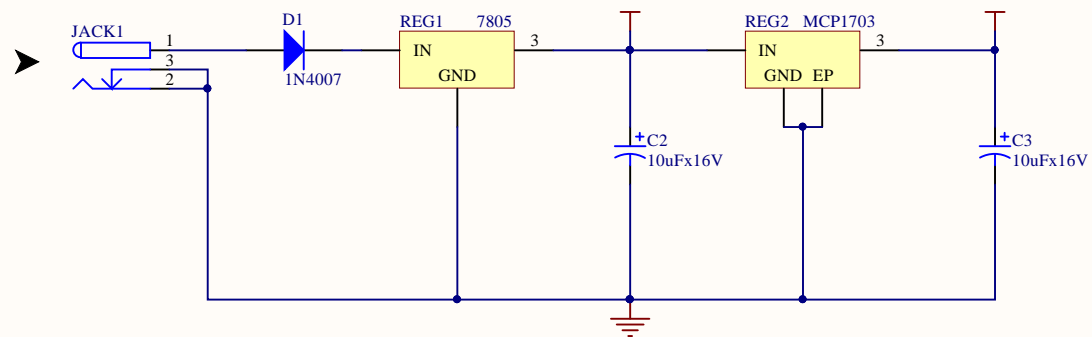 JACK1
1
3
2
D1
1N4007
REG1 7805
IN
GND
3
C2
10uFx16V
REG2 MCP1703
IN
GND EP
3
C3
10uFx16V